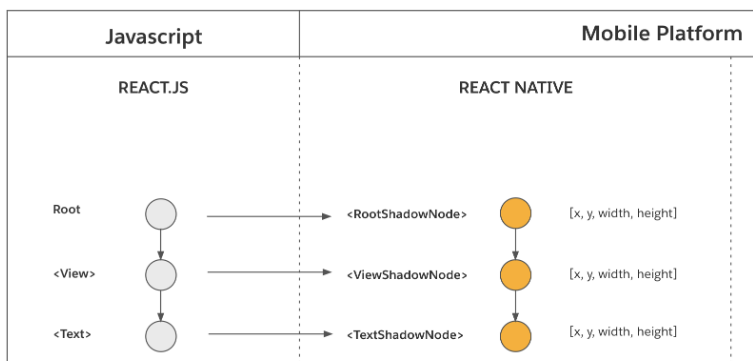 Javascript
Mobile Platform
REACT.JS
REACT NATIVE
Root
<RootShadowNode>
[x, y, width, height]
<View>
<ViewShadowNode>
[x, y, width, height]
<Text>
<TextShadowNode>
[x, y, width, height]